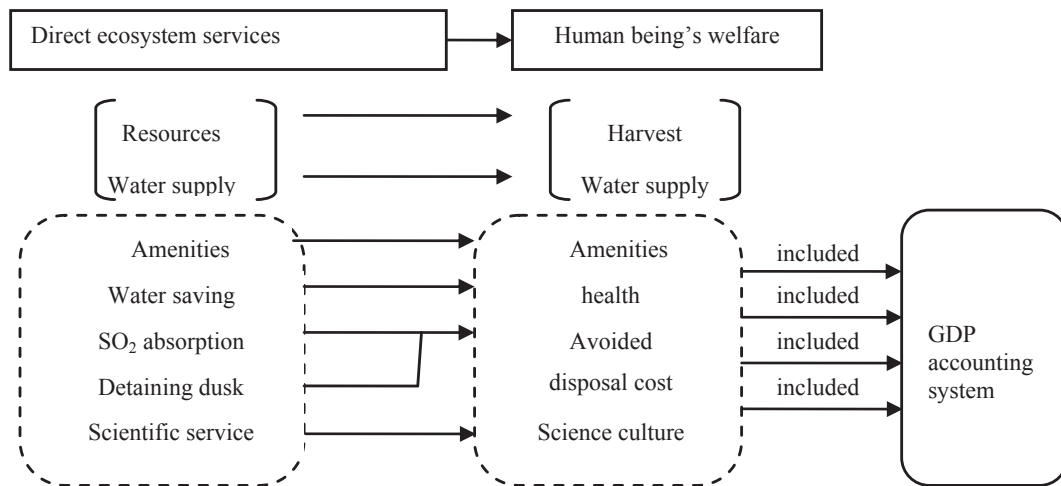 Direct ecosystem services
Human being’s welfare
Resources
Harvest
Water supply
Water supply
Amenities
Amenities
included
Water saving
health
included
SO₂ absorption
Avoided
included
GDP
accounting
system
Detaining dusk
disposal cost
included
Scientific service
Science culture